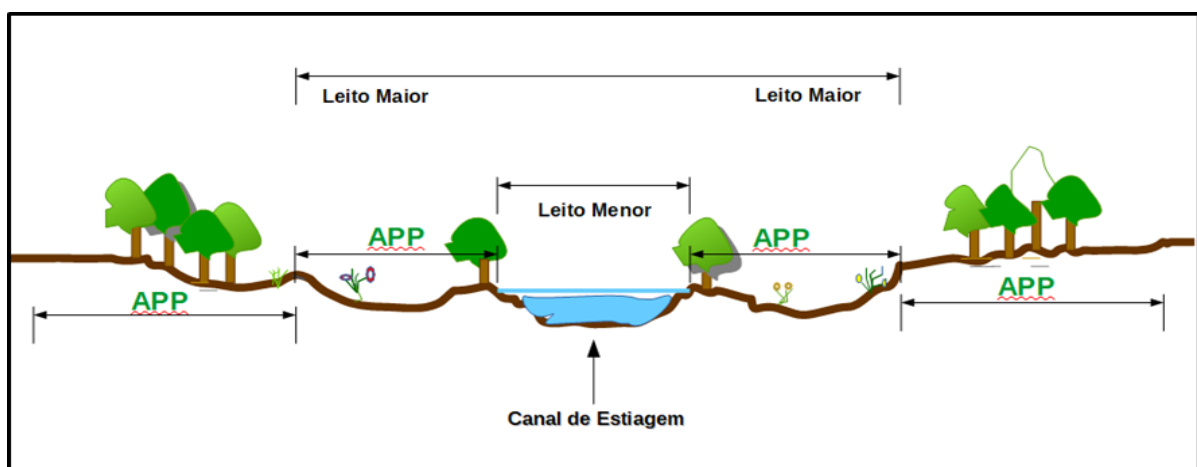 Leito Maior
Leito Maior
Leito Menor
APP
APP
APP
APP
Canal de Estiagem